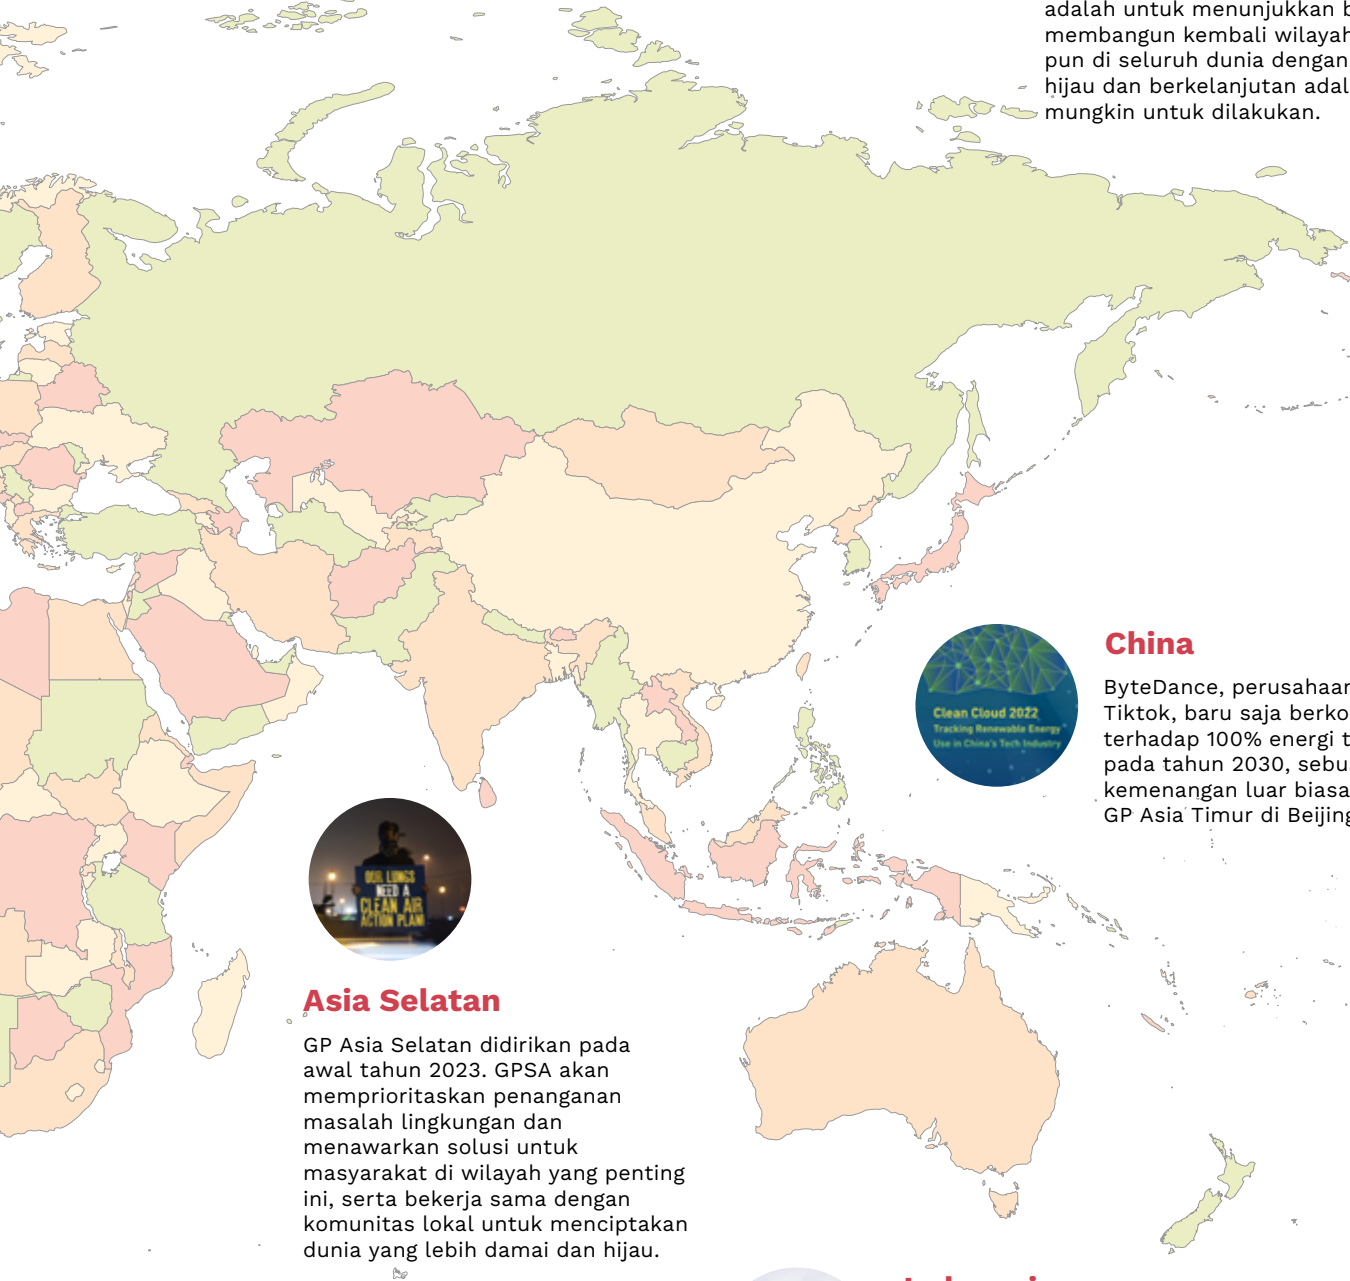 adalah untuk menunjukkan
membangun kembali wilayah
pun di seluruh dunia dengan
hijau dan berkelanjutan
mungkin untuk dilakukan.
China
ByteDance, perusahaan
Tiktok, baru saja
terhadap 100% energi
pada tahun 2030,
kemenangan luar biasa
GP Asia Timur di Beijing
Clean Cloud 2022
Tracking Renewable Energy
Use in China's Tech Industry
OUR LUNGS
NEED A
CLEAN AIR
ACTION PLAN!
Asia Selatan
GP Asia Selatan didirikan pada
awal tahun 2023. GPSA akan
memprioritaskan penanganan
masalah lingkungan dan
menawarkan solusi untuk
masyarakat di wilayah yang penting
ini, serta bekerja sama dengan
komunitas lokal untuk menciptakan
dunia yang lebih damai dan hijau.